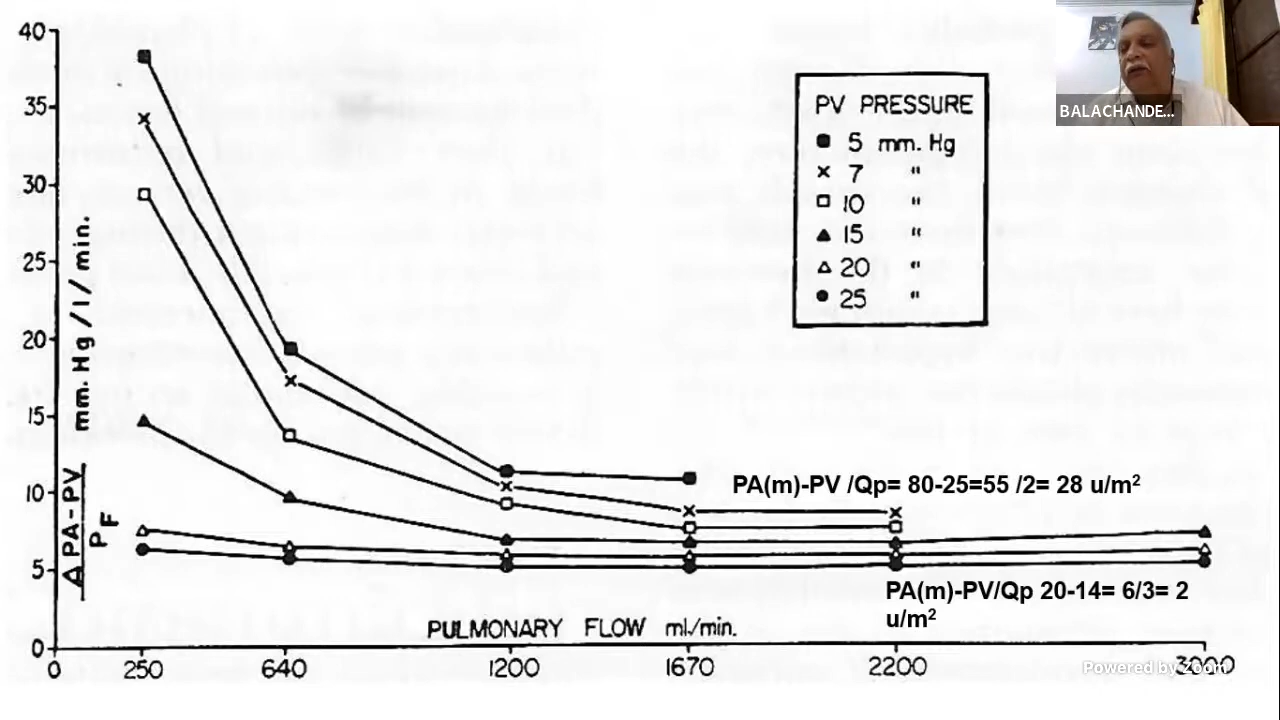 40
35
30
25
20
15
10
5
0
Δ PA-PV
F
mm. Hg / l / min.
PV PRESSURE
5 mm. Hg
7 "
10 "
15 "
20 "
25 "
BALACHANDE...
PA(m)-PV /Qp= 80-25=55 /2= 28 u/m²
PA(m)-PV/Qp 20-14= 6/3= 2
u/m²
PULMONARY FLOW ml/min.
0 250 640 1200 1670 2200
Powered by Zoom